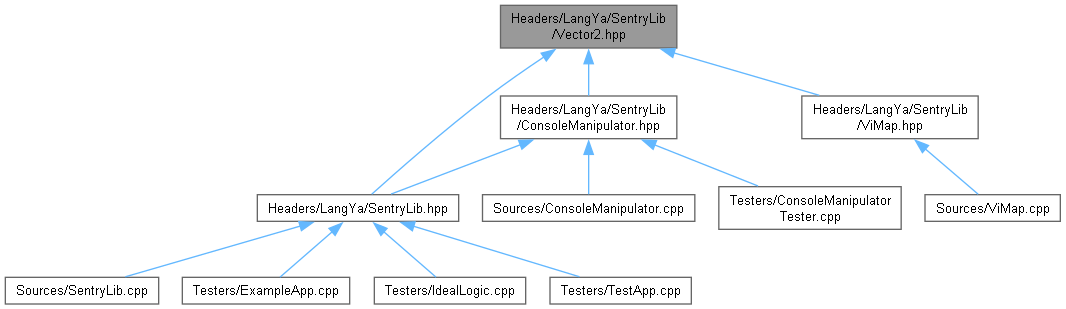 Headers/LangYa/SentryLib
/Vector2.hpp
Headers/LangYa/SentryLib
/ConsoleManipulator.hpp
Headers/LangYa/SentryLib
/ViMap.hpp
Headers/LangYa/SentryLib.hpp
Sources/ConsoleManipulator.cpp
Testers/ConsoleManipulator
Tester.cpp
Sources/ViMap.cpp
Sources/SentryLib.cpp
Testers/ExampleApp.cpp
Testers/IdealLogic.cpp
Testers/TestApp.cpp